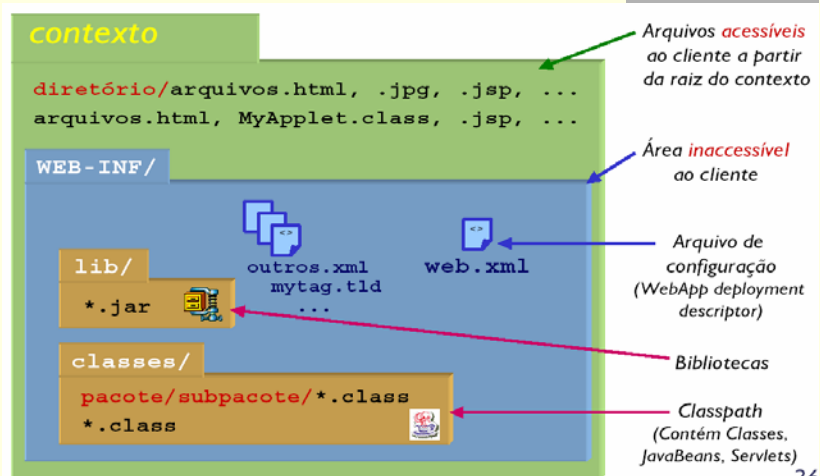 contexto
diretório/arquivos.html, .jpg, .jsp, ...
arquivos.html, MyApplet.class, .jsp, ...
Arquivos acessíveis
ao cliente a partir
da raiz do contexto
WEB-INF/
Área inaccessível
ao cliente
outros.xml
mytag.tld
...
web.xml
Arquivo de
configuração
(WebApp deployment
descriptor)
lib/
*.jar
Bibliotecas
classes/
pacote/subpacote/*.class
*.class
Classpath
(Contém Classes,
JavaBeans, Servlets)